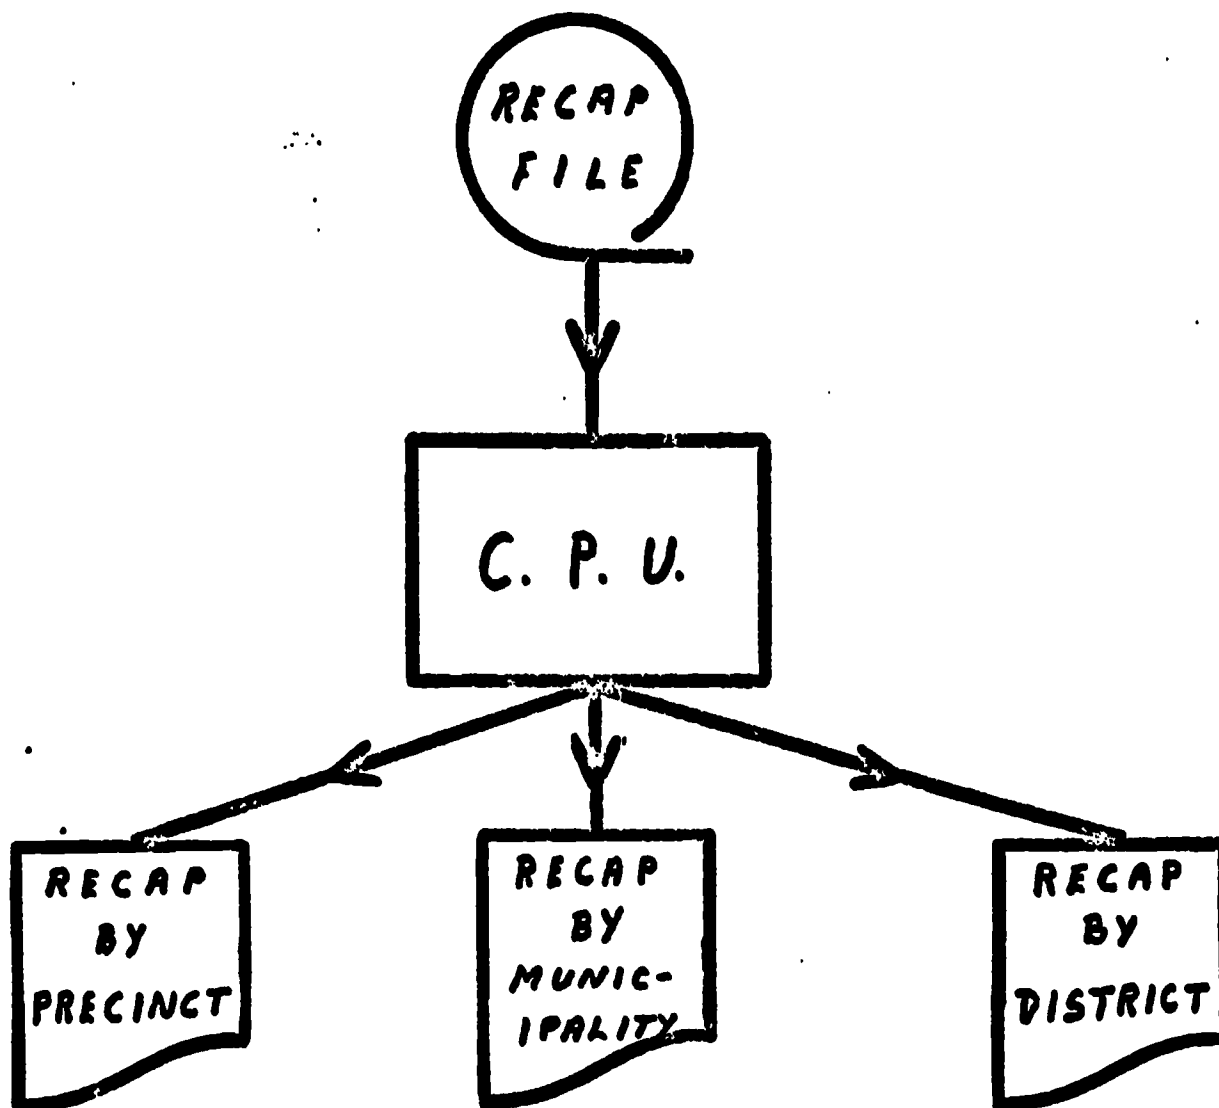 RECAP
FILE
C. P. U.
RECAP
BY
PRECINCT
RECAP
BY
MUNIC-
IPALITY
RECAP
BY
DISTRICT